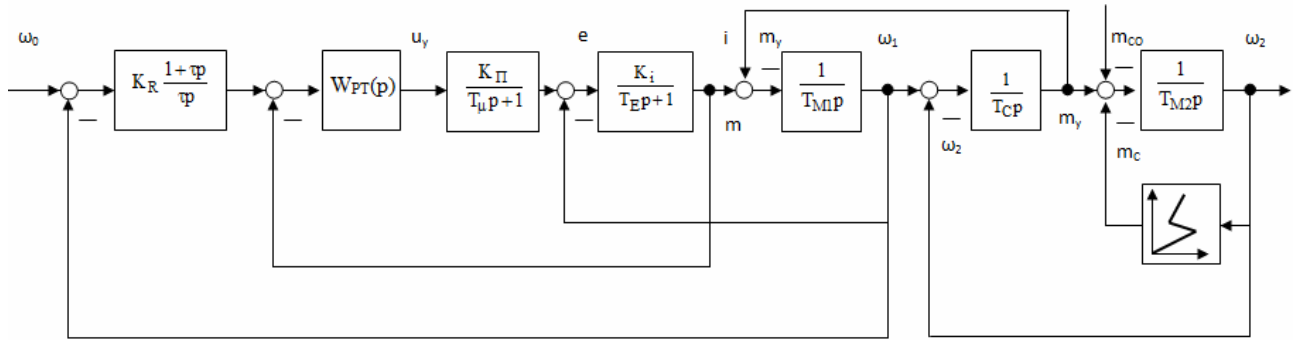 ω₀
K_R (1+τp)/(τp)
W_PT(p)
u_y
K_П/(T_μp+1)
e
K_i/(T_Ep+1)
i
m
m_y
1/(T_M1p)
ω₁
ω₂
1/(T_Cp)
m_y
m_co
m_c
1/(T_M2p)
ω₂